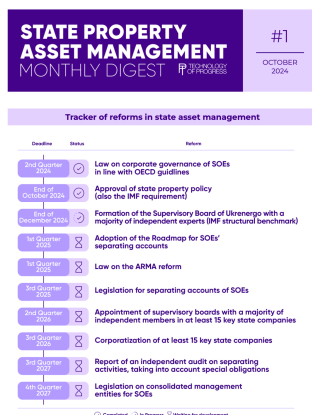 STATE PROPERTY
ASSET MANAGEMENT
MONTHLY DIGEST
TECHNOLOGY
OF PROGRESS
#1
OCTOBER
2024
Tracker of reforms in state asset management
Deadline Status Reform
2nd Quarter
2024
Law on corporate governance of SOEs
in line with OECD guidlines
End of
October 2024
Approval of state property policy
(also the IMF requirement)
End of
December 2024
Formation of the Supervisory Board of Ukrenergo with a
majority of independent experts (IMF structural benchmark)
1st Quarter
2025
Adoption of the Roadmap for SOEs'
separating accounts
1st Quarter
2025
Law on the ARMA reform
3rd Quarter
2025
Legislation for separating accounts of SOEs
2nd Quarter
2026
Appointment of supervisory boards with a majority of
independent members in at least 15 key state companies
3rd Quarter
2026
Corporatization of at least 15 key state companies
3rd Quarter
2027
Report of an independent audit on separating
activities, taking into account special obligations
4th Quarter
2027
Legislation on consolidated management
entities for SOEs
Completed In Progress Waiting for development